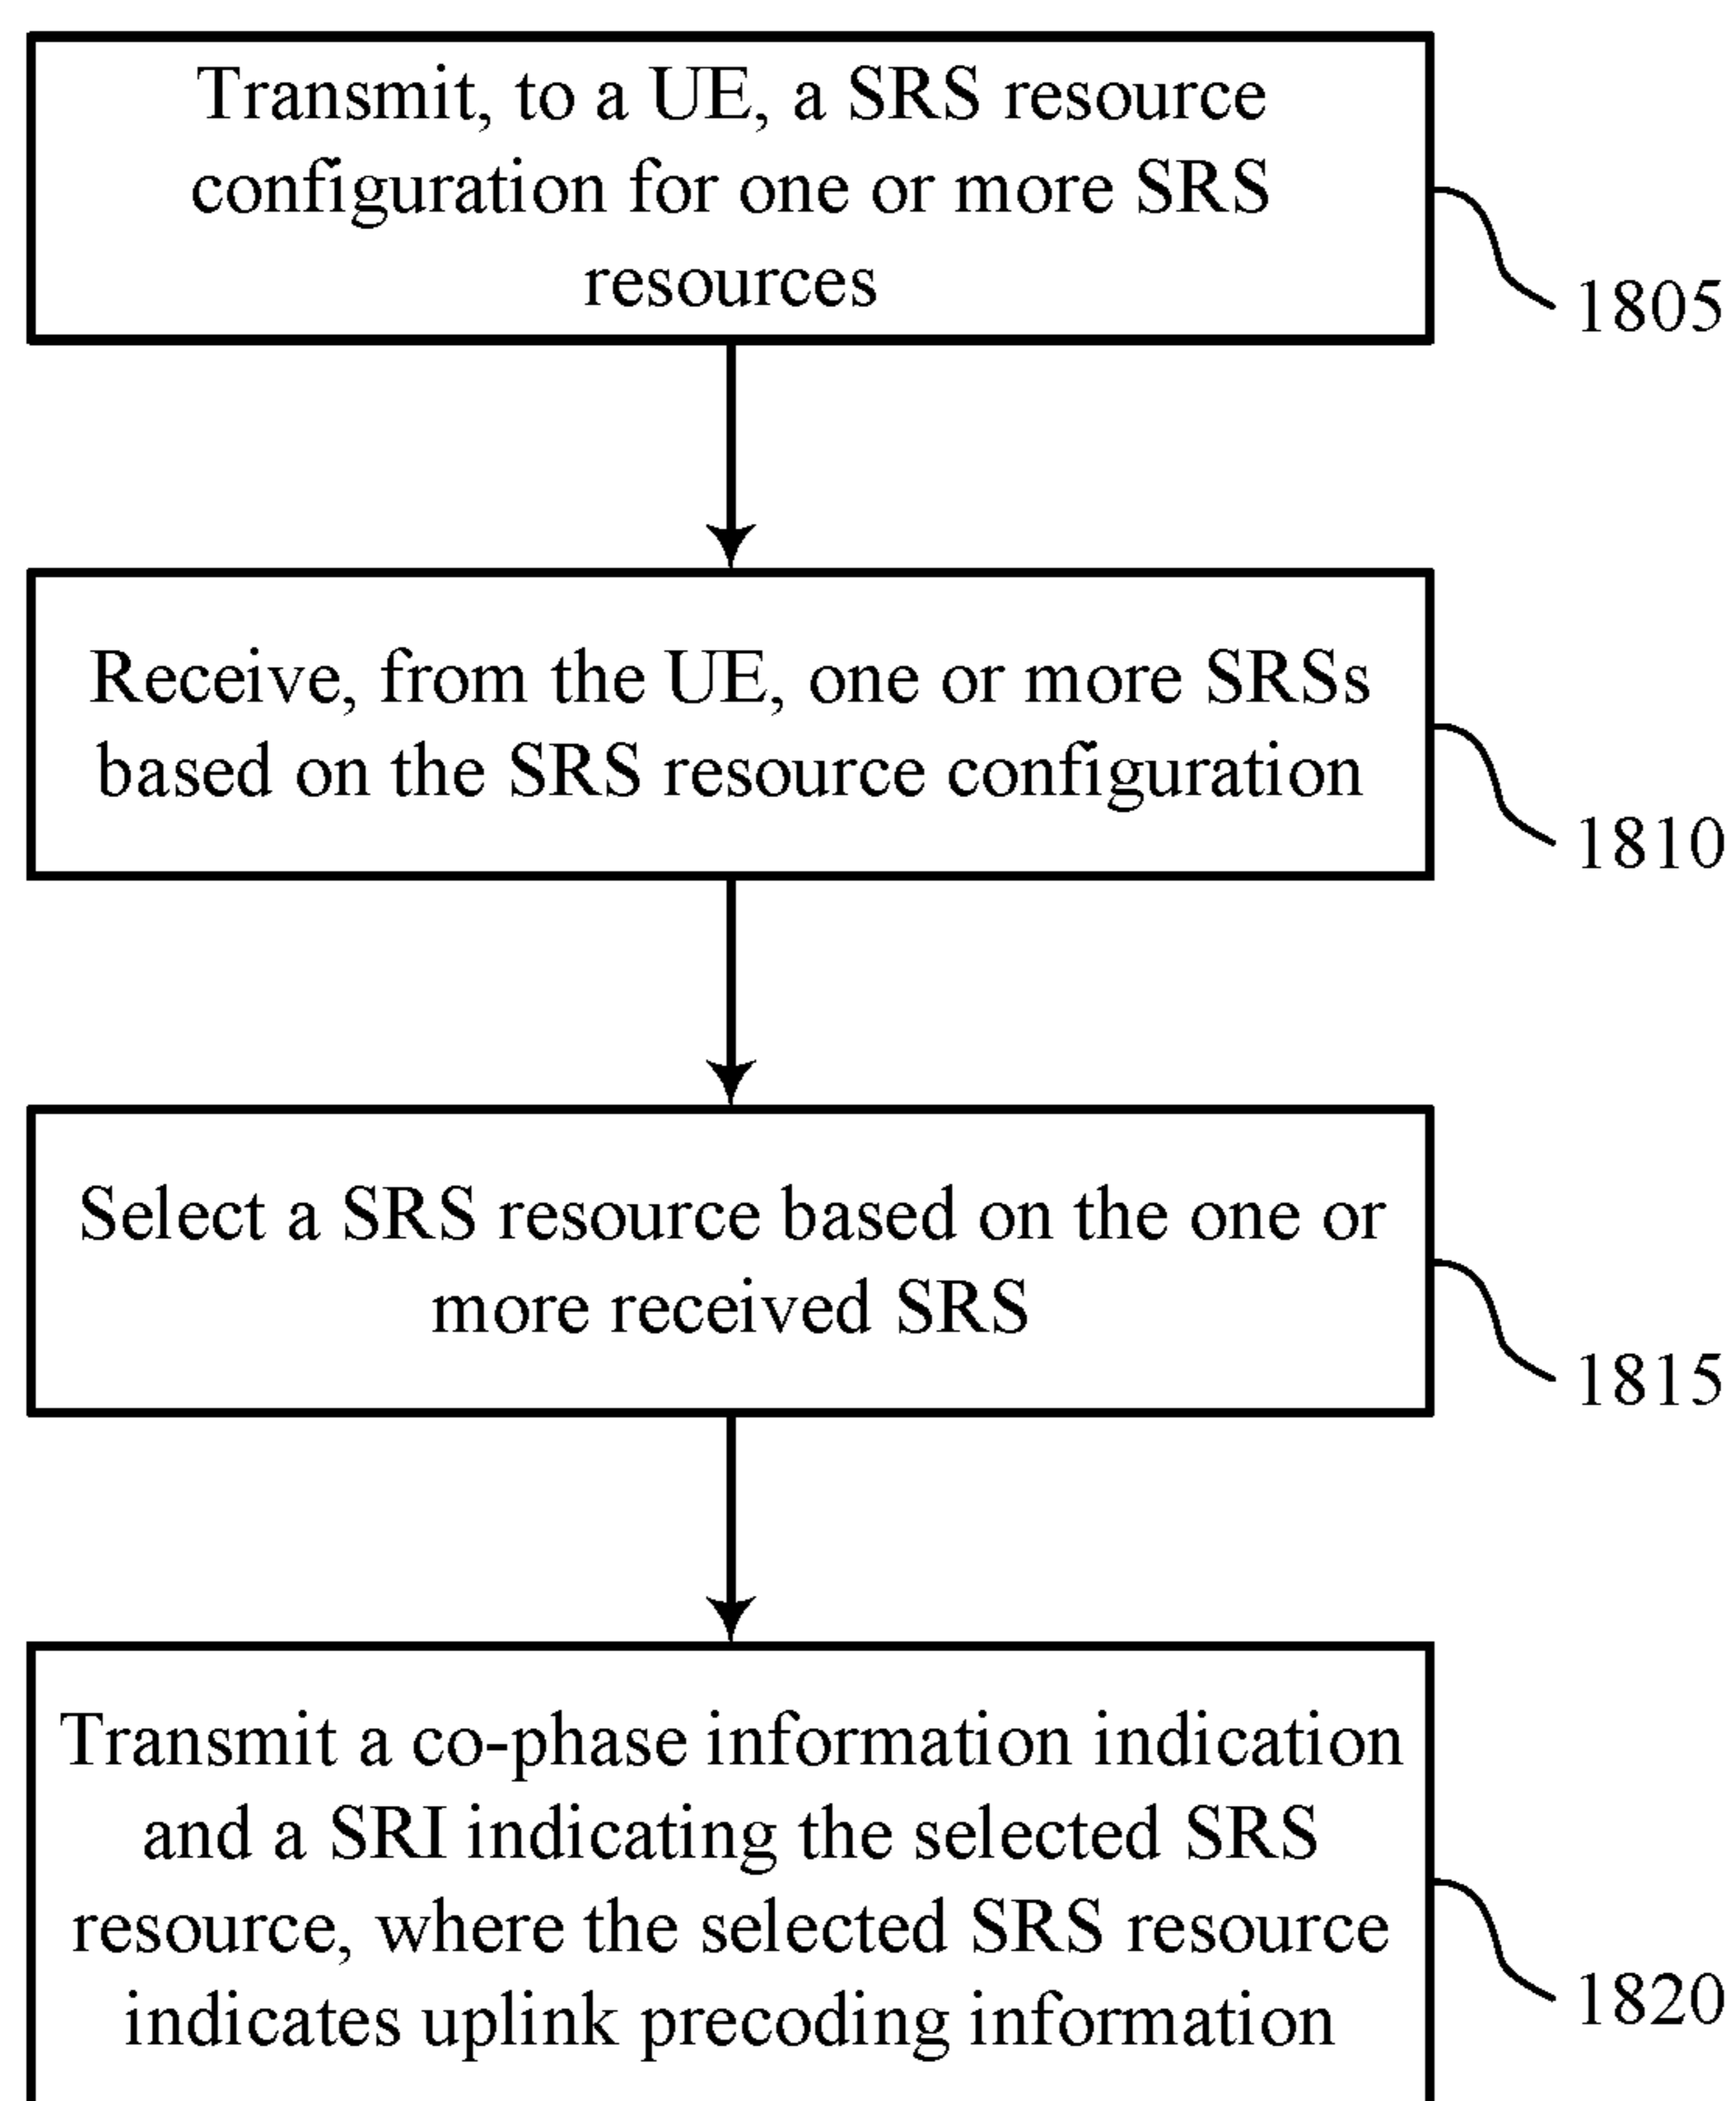 Transmit, to a UE, a SRS resource
configuration for one or more SRS
resources
1805
Receive, from the UE, one or more SRSs
based on the SRS resource configuration
1810
Select a SRS resource based on the one or
more received SRS
1815
Transmit a co-phase information indication
and a SRI indicating the selected SRS
resource, where the selected SRS resource
indicates uplink precoding information
1820